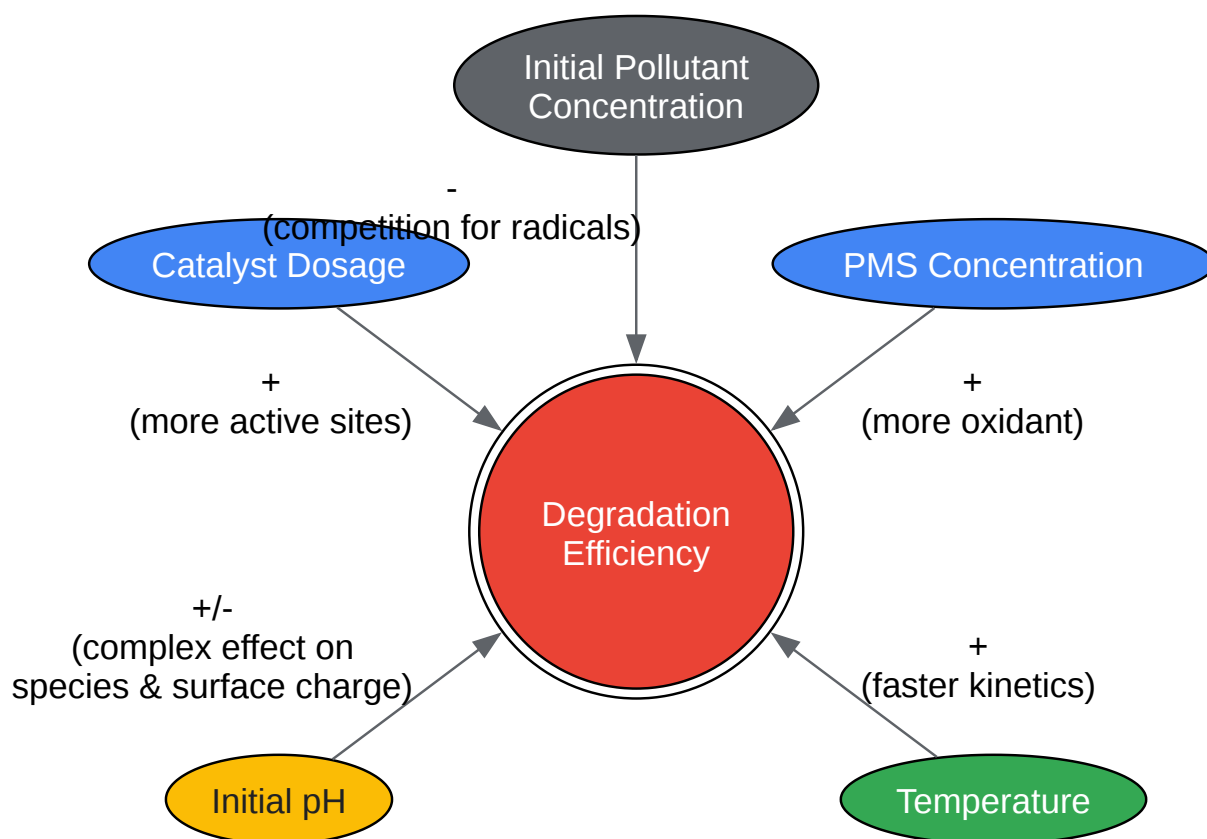 Initial Pollutant
Concentration
-
(competition for radicals)
Catalyst Dosage
PMS Concentration
+
(more active sites)
+
(more oxidant)
Degradation
Efficiency
+/-
(complex effect on
species & surface charge)
+
(faster kinetics)
Initial pH
Temperature